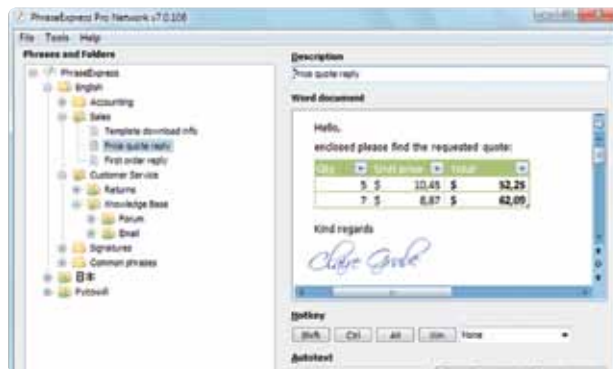 PhraseExpress Pro Network v7.0.108
File Tools Help
Phrases and Folders
PhraseExpress
English
Accounting
Sales
Template download info
Price quote reply
First order reply
Customer Service
Returns
Knowledge Base
Forum
Email
Signatures
Common phrases
日本
Русский
Description
Price quote reply
Word document
Hello,
enclosed please find the requested quote:
Qty Unit price Total
5 $ 10,45 $ 52,25
7 $ 8,87 $ 62,09
Kind regards
Claire Grube
Hotkey
Shift Ctrl Alt Win None
Autotext